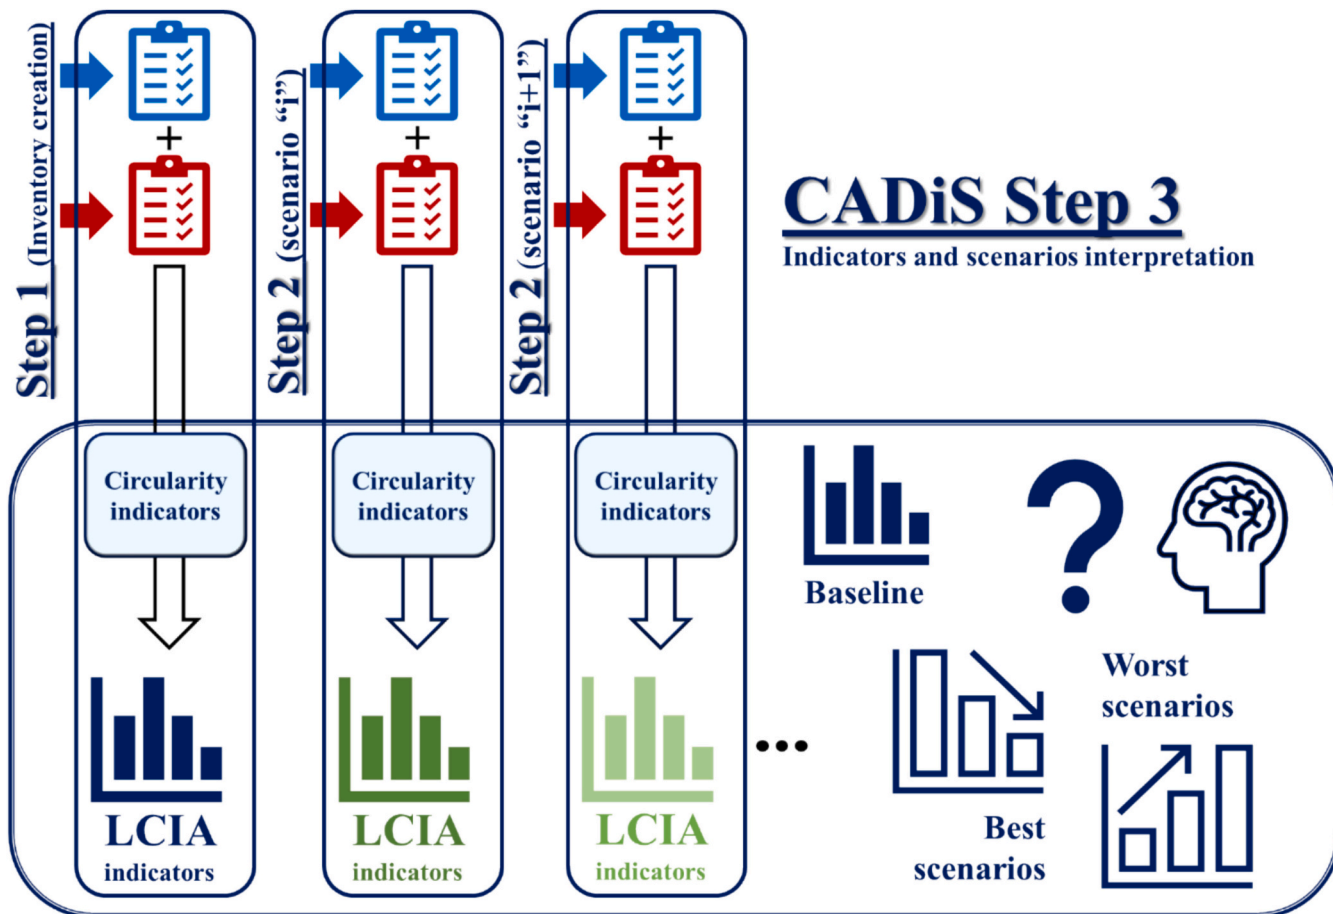 Step 1 (Inventory creation)
Step 2 (scenario “i”)
Step 2 (scenario “i+1”)
+
+
+
CADiS Step 3
Indicators and scenarios interpretation
Circularity
indicators
Circularity
indicators
Circularity
indicators
LCIA
indicators
LCIA
indicators
LCIA
indicators
...
Baseline
?
Best
scenarios
Worst
scenarios